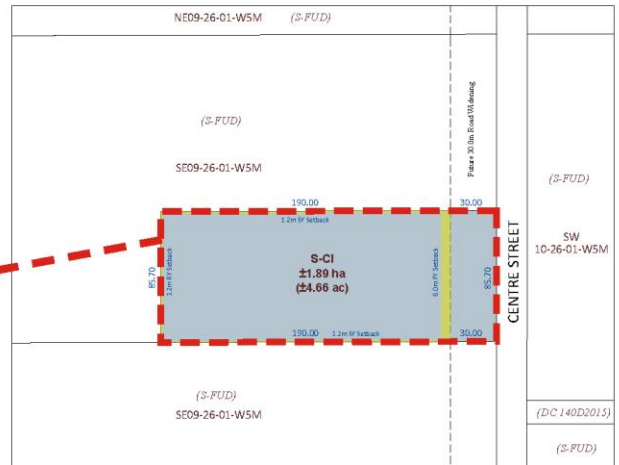 NE09-26-01-W5M (S-FUD)
(S-FUD)
SE09-26-01-W5M
Future 30.0m Road Widening
(S-FUD)
SW
10-26-01-W5M
190.00
30.00
1.2m SY Setback
S-CI
±1.89 ha
(±4.66 ac)
85.70
1.2m RY Setback
6.0m FY Setback
85.70
CENTRE STREET
190.00
1.2m SY Setback
30.00
(S-FUD)
SE09-26-01-W5M
(DC 140D2015)
(S-FUD)